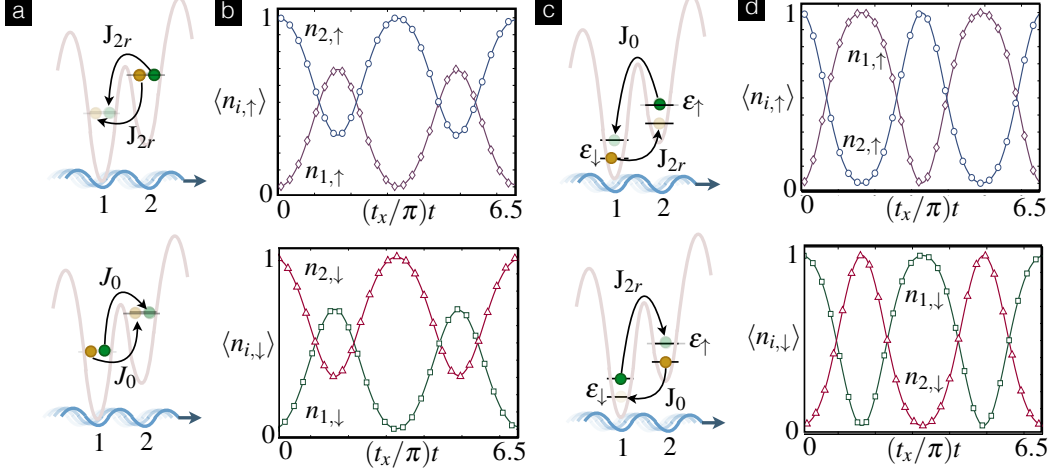 a
J₂ᵣ
J₂ᵣ
1 2
J₀
J₀
1 2
b
1
n₂,↑
⟨nᵢ,↑⟩
n₁,↑
0
0 (tₓ/π)t 6.5
1
n₂,↓
⟨nᵢ,↓⟩
n₁,↓
0
0 (tₓ/π)t 6.5
c
J₀
ε↑
ε↓
J₂ᵣ
1 2
J₂ᵣ
ε↑
ε↓
J₀
1 2
d
1
n₁,↑
⟨nᵢ,↑⟩
n₂,↑
0
0 (tₓ/π)t 6.5
1
n₁,↓
⟨nᵢ,↓⟩
n₂,↓
0
0 (tₓ/π)t 6.5